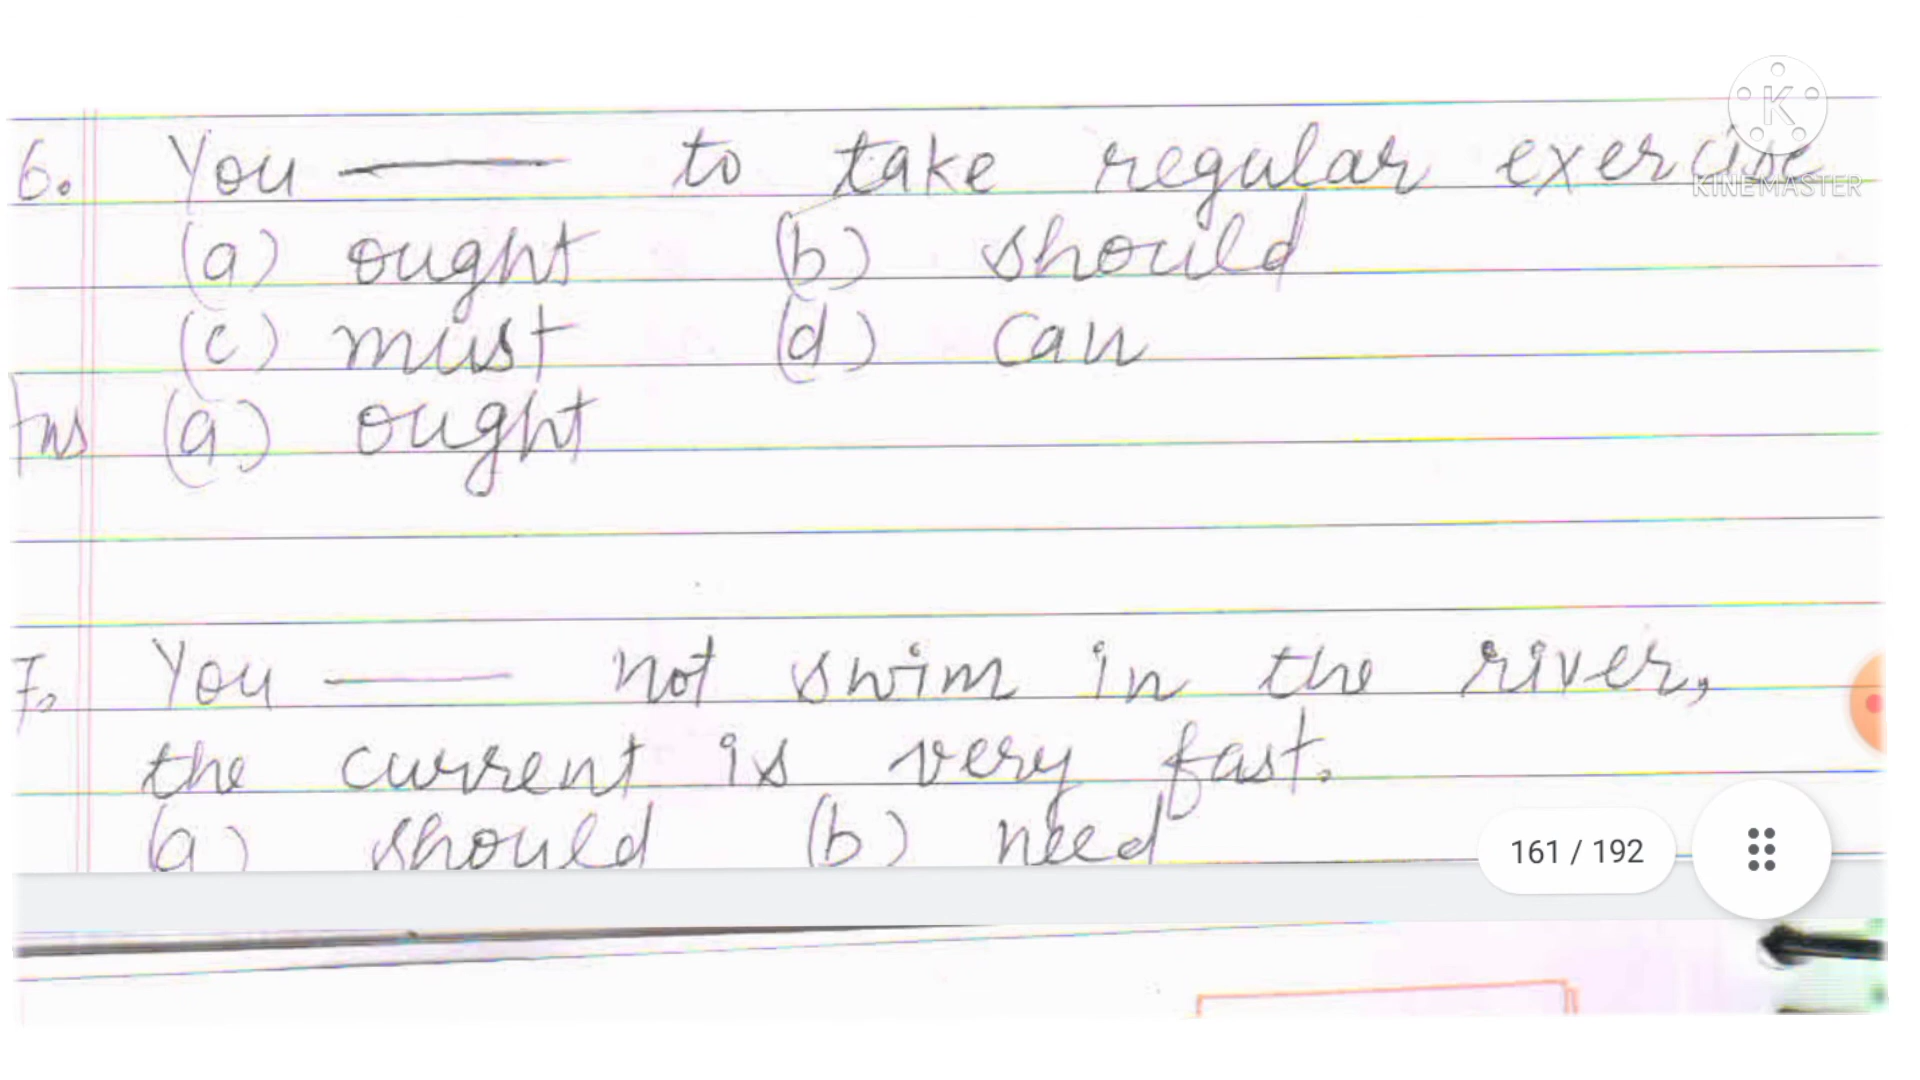 6. You —— to take regular exercise
KINEMASTER
(a) ought (b) should
(c) must (d) can
Ans (a) ought
7. You —— not swim in the river,
the current is very fast.
(a) should (b) need
161 / 192